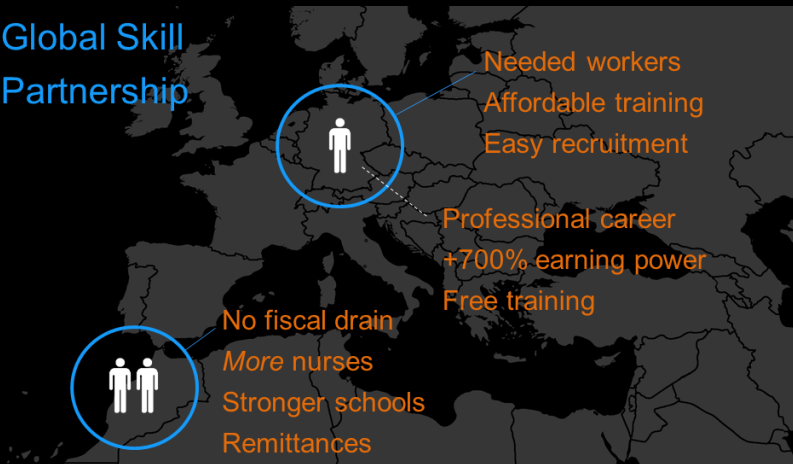 Global Skill
Partnership
Needed workers
Affordable training
Easy recruitment
Professional career
+700% earning power
Free training
No fiscal drain
More nurses
Stronger schools
Remittances